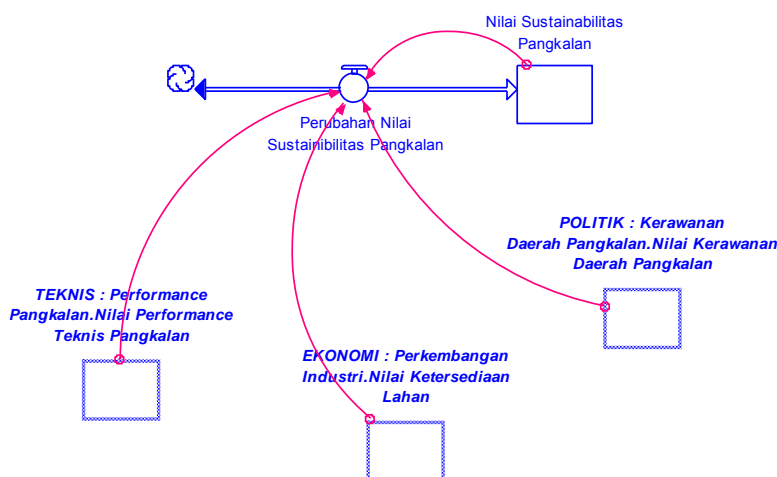 Nilai Sustainabilitas
Pangkalan
Perubahan Nilai
Sustainibilitas Pangkalan
POLITIK : Kerawanan
Daerah Pangkalan.Nilai Kerawanan
Daerah Pangkalan
TEKNIS : Performance
Pangkalan.Nilai Performance
Teknis Pangkalan
EKONOMI : Perkembangan
Industri.Nilai Ketersediaan
Lahan